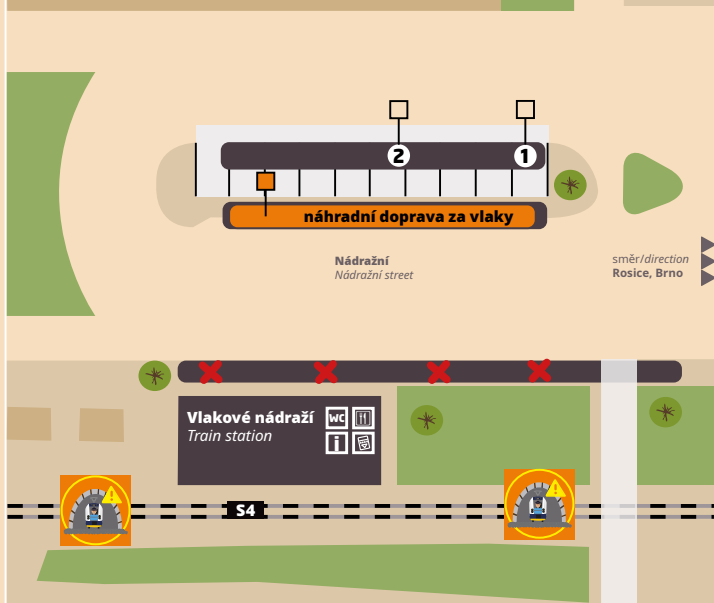 2
1
náhradní doprava za vlaky
Nádražní
Nádražní street
směr/direction
Rosice, Brno
Vlakové nádraží
Train station
WC
i
S4